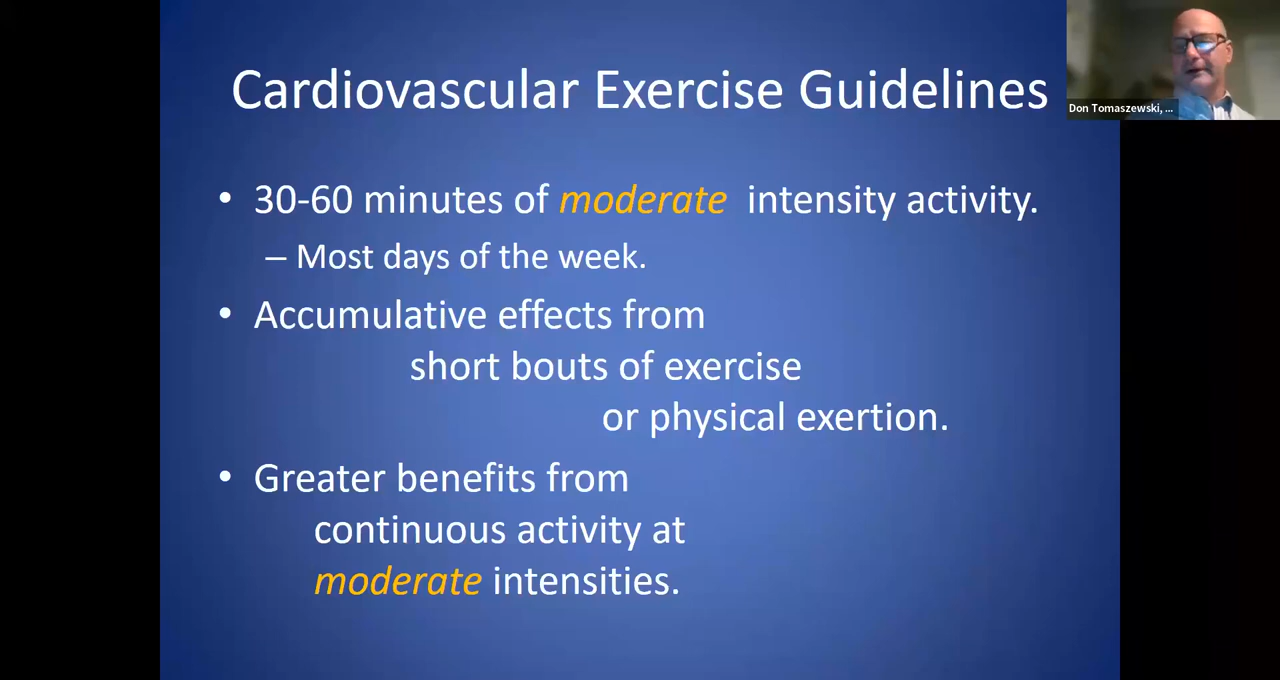 Cardiovascular Exercise Guidelines
Don Tomaszewski, ...
• 30-60 minutes of moderate intensity activity.
– Most days of the week.
• Accumulative effects from
short bouts of exercise
or physical exertion.
• Greater benefits from
continuous activity at
moderate intensities.